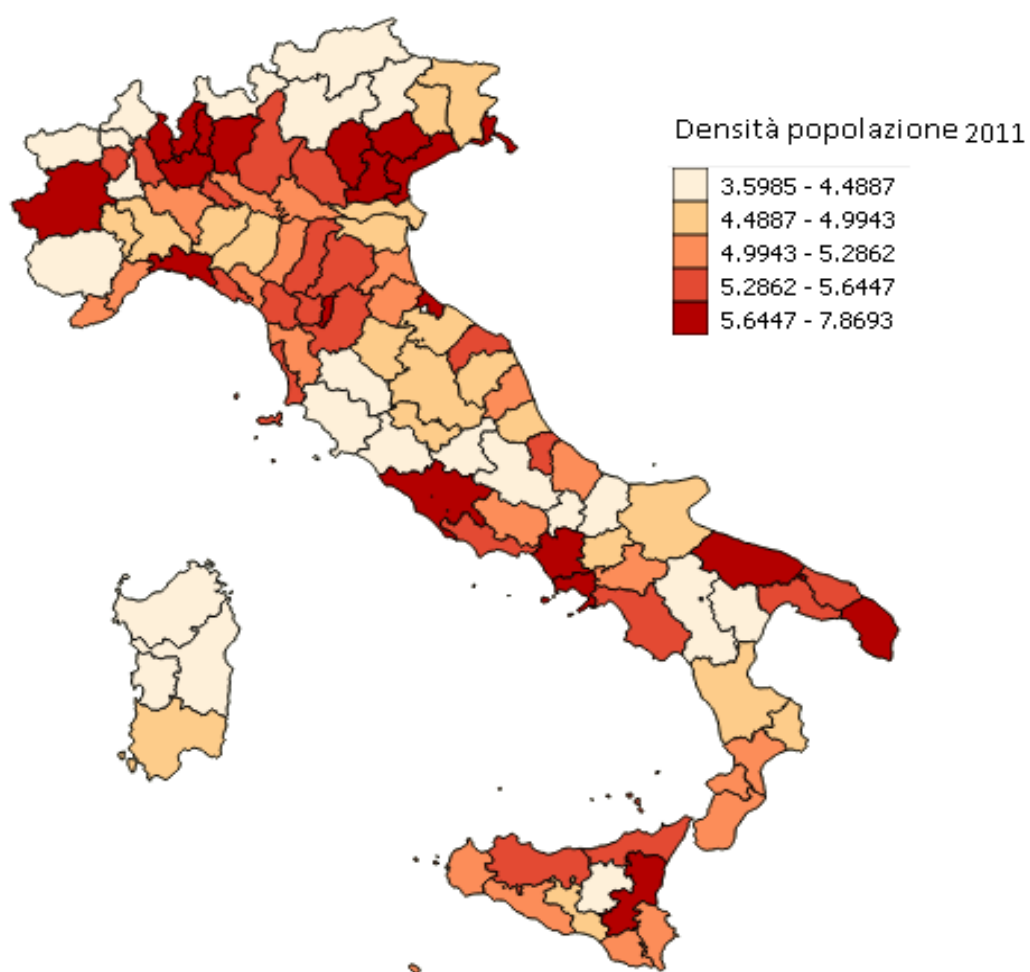 Densità popolazione 2011
3.5985 - 4.4887
4.4887 - 4.9943
4.9943 - 5.2862
5.2862 - 5.6447
5.6447 - 7.8693